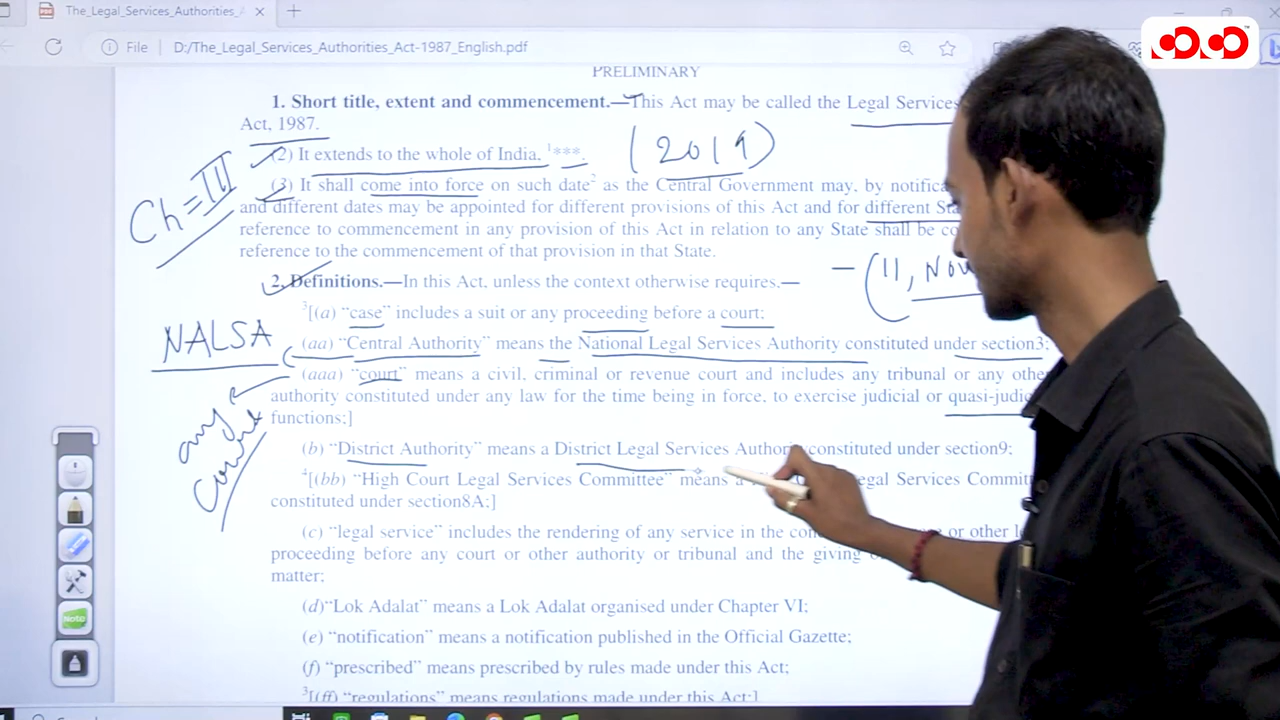 The_Legal_Services_Authorities_A
File
D:/The_Legal_Services_Authorities_Act-1987_English.pdf
PRELIMINARY
1. Short title, extent and commencement.—This Act may be called the Legal Services
Act, 1987.
(2) It extends to the whole of India. 1***.
(2019)
(3) It shall come into force on such date2 as the Central Government may, by notific
and different dates may be appointed for different provisions of this Act and for different Sta
reference to commencement in any provision of this Act in relation to any State shall be co
reference to the commencement of that provision in that State.
Ch=IV
2. Definitions.—In this Act, unless the context otherwise requires.—
— (11, Nov
3[(a) “case” includes a suit or any proceeding before a court;
NALSA
(aa) “Central Authority” means the National Legal Services Authority constituted under section3;
(aaa) “court” means a civil, criminal or revenue court and includes any tribunal or any othe
authority constituted under any law for the time being in force, to exercise judicial or quasi-judic
functions;]
any
court
(b) “District Authority” means a District Legal Services Authori constituted under section9;
4[(bb) “High Court Legal Services Committee” means a egal Services Committ
constituted under section8A;]
(c) “legal service” includes the rendering of any service in the con or other le
proceeding before any court or other authority or tribunal and the giving o
matter;
(d)“Lok Adalat” means a Lok Adalat organised under Chapter VI;
(e) “notification” means a notification published in the Official Gazette;
(f) “prescribed” means prescribed by rules made under this Act;
3[(ff) “regulations” means regulations made under this Act;]
Note